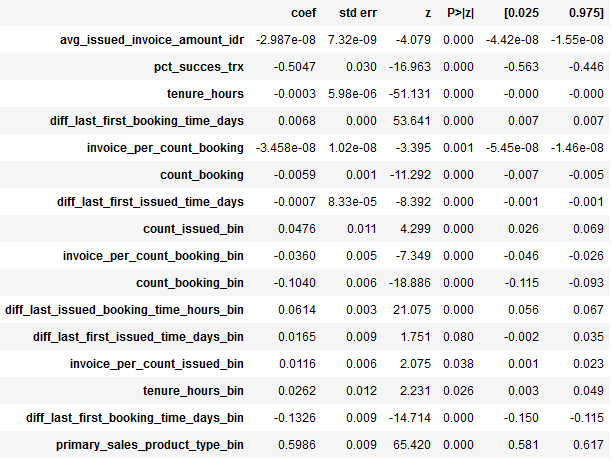 coef std err z P>|z| [0.025 0.975]
avg_issued_invoice_amount_idr -2.987e-08 7.32e-09 -4.079 0.000 -4.42e-08 -1.55e-08
pct_succes_trx -0.5047 0.030 -16.963 0.000 -0.563 -0.446
tenure_hours -0.0003 5.98e-06 -51.131 0.000 -0.000 -0.000
diff_last_first_booking_time_days 0.0068 0.000 53.641 0.000 0.007 0.007
invoice_per_count_booking -3.458e-08 1.02e-08 -3.395 0.001 -5.45e-08 -1.46e-08
count_booking -0.0059 0.001 -11.292 0.000 -0.007 -0.005
diff_last_first_issued_time_days -0.0007 8.33e-05 -8.392 0.000 -0.001 -0.001
count_issued_bin 0.0476 0.011 4.299 0.000 0.026 0.069
invoice_per_count_booking_bin -0.0360 0.005 -7.349 0.000 -0.046 -0.026
count_booking_bin -0.1040 0.006 -18.886 0.000 -0.115 -0.093
diff_last_issued_booking_time_hours_bin 0.0614 0.003 21.075 0.000 0.056 0.067
diff_last_first_issued_time_days_bin 0.0165 0.009 1.751 0.080 -0.002 0.035
invoice_per_count_issued_bin 0.0116 0.006 2.075 0.038 0.001 0.023
tenure_hours_bin 0.0262 0.012 2.231 0.026 0.003 0.049
diff_last_first_booking_time_days_bin -0.1326 0.009 -14.714 0.000 -0.150 -0.115
primary_sales_product_type_bin 0.5986 0.009 65.420 0.000 0.581 0.617